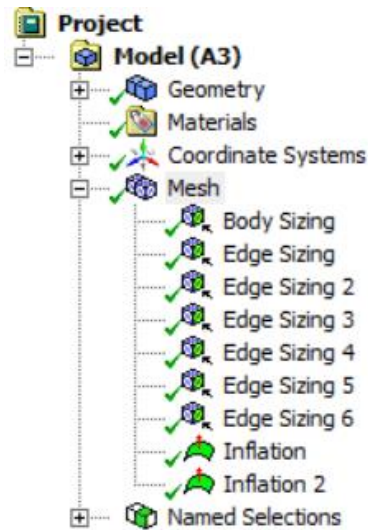 Project
Model (A3)
Geometry
Materials
Coordinate Systems
Mesh
Body Sizing
Edge Sizing
Edge Sizing 2
Edge Sizing 3
Edge Sizing 4
Edge Sizing 5
Edge Sizing 6
Inflation
Inflation 2
Named Selections